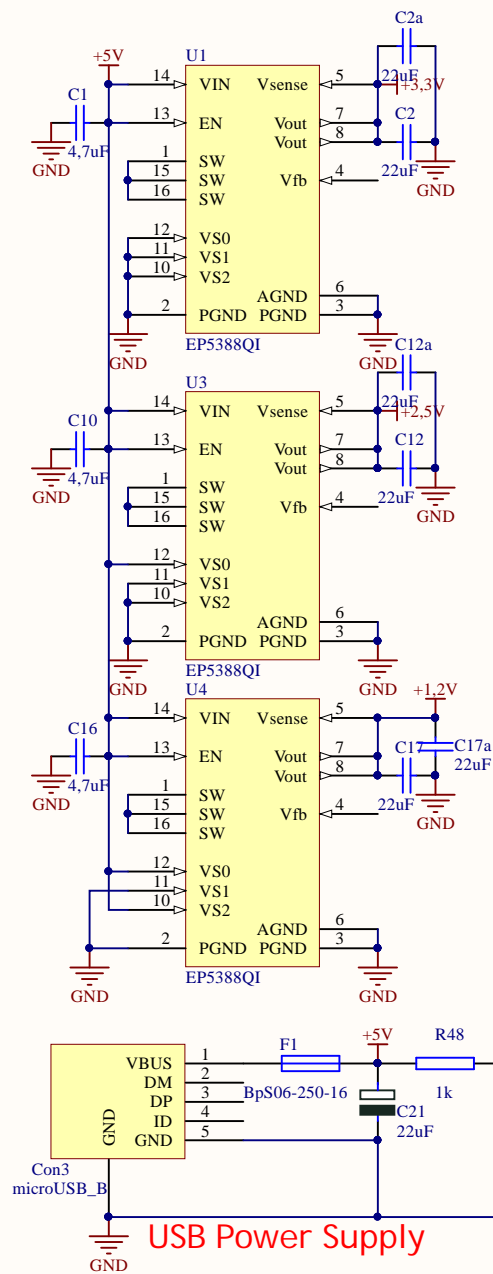 C2a
U1
+5V
14 VIN Vsense 5
22uF
+3,3V
C1
13 EN Vout 7
C2
Vout 8
4,7uF
GND
1 SW
22uF
15 SW Vfb 4
GND
16 SW
12 VS0
11 VS1
10 VS2
AGND 6
2 PGND PGND 3
GND
EP5388QI
GND
C12a
U3
14 VIN Vsense 5
22uF
+2,5V
C10
13 EN Vout 7
C12
Vout 8
4,7uF
GND
1 SW
22uF
15 SW Vfb 4
GND
16 SW
12 VS0
11 VS1
10 VS2
AGND 6
2 PGND PGND 3
GND
EP5388QI
GND
U4
+1,2V
14 VIN Vsense 5
C16
13 EN Vout 7
C17
C17a
Vout 8
22uF
4,7uF
GND
1 SW
22uF
15 SW Vfb 4
GND
16 SW
12 VS0
11 VS1
10 VS2
AGND 6
2 PGND PGND 3
GND
EP5388QI
GND
+5V
F1
R48
VBUS 1
DM 2
BpS06-250-16
1k
DP 3
ID 4
C21
GND 5
22uF
GND
Con3
microUSB_B
USB Power Supply
GND